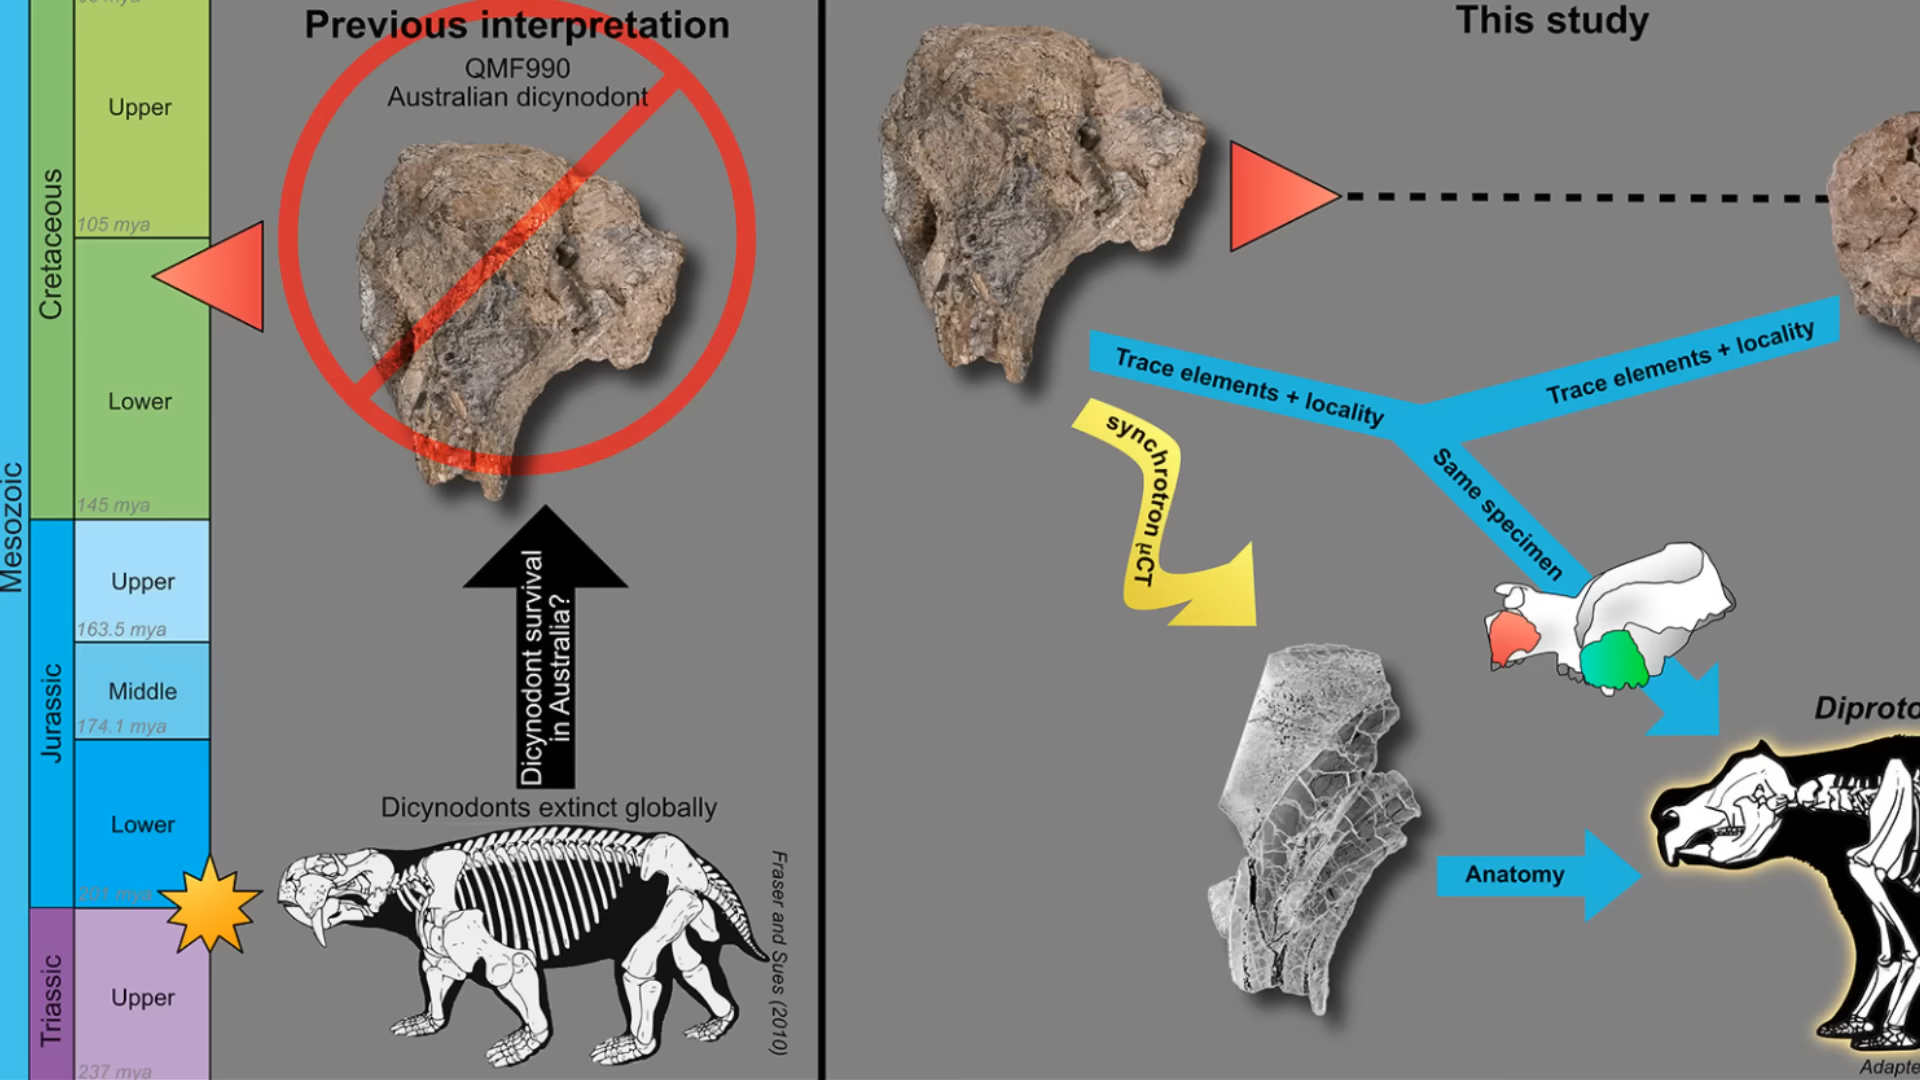 Previous interpretation
QMF990
Australian dicynodont
Mesozoic
Cretaceous
Upper
105 mya
Lower
145 mya
Jurassic
Upper
163.5 mya
Middle
174.1 mya
Lower
201 mya
Triassic
Upper
237 mya
Dicynodont survival
in Australia?
Dicynodonts extinct globally
Fraser and Sues (2010)
This study
Trace elements + locality
Trace elements + locality
Same specimen
synchrotron µCT
Anatomy
Diproto
Adapte